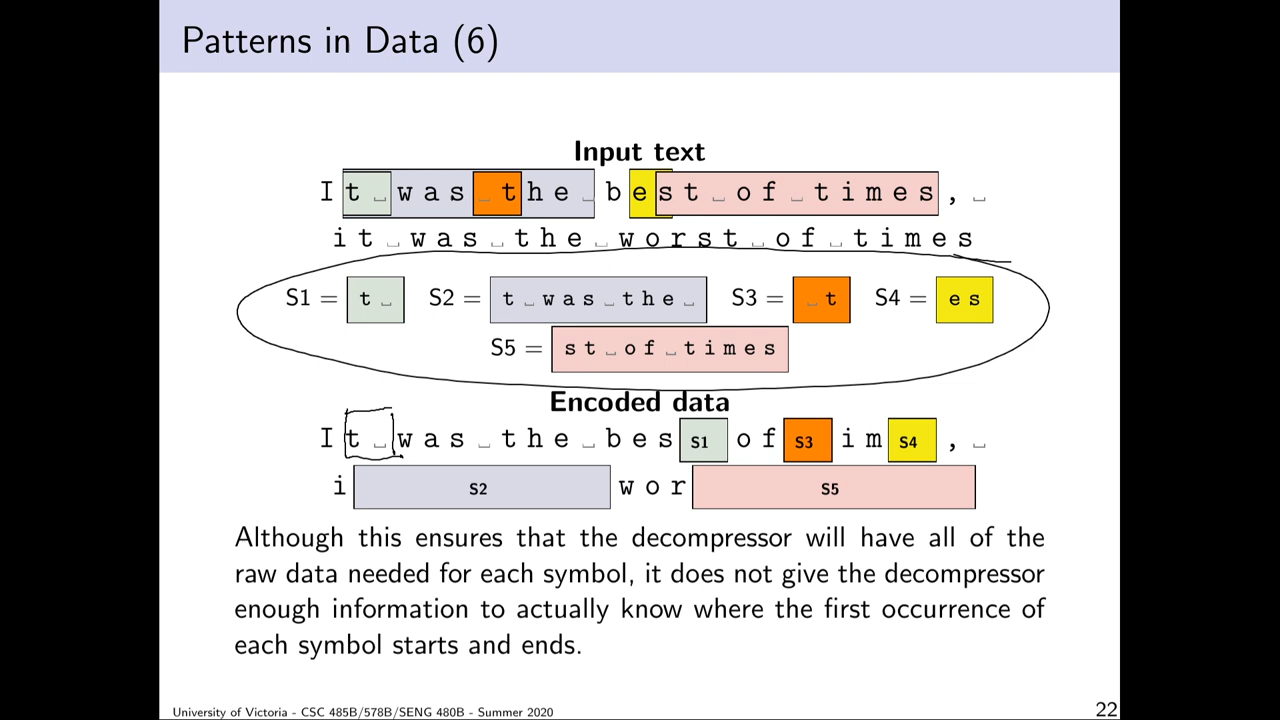 Patterns in Data (6)
Input text
I t ␣ w a s ␣ t h e ␣ b e s t ␣ o f ␣ t i m e s , ␣
i t ␣ w a s ␣ t h e ␣ w o r s t ␣ o f ␣ t i m e s
S1 = t ␣ S2 = t ␣ w a s ␣ t h e ␣ S3 = ␣ t S4 = e s
S5 = s t ␣ o f ␣ t i m e s
Encoded data
I t ␣ w a s ␣ t h e ␣ b e s S1 o f S3 i m S4 , ␣
i S2 w o r S5
Although this ensures that the decompressor will have all of the
raw data needed for each symbol, it does not give the decompressor
enough information to actually know where the first occurrence of
each symbol starts and ends.
University of Victoria - CSC 485B/578B/SENG 480B - Summer 2020
22